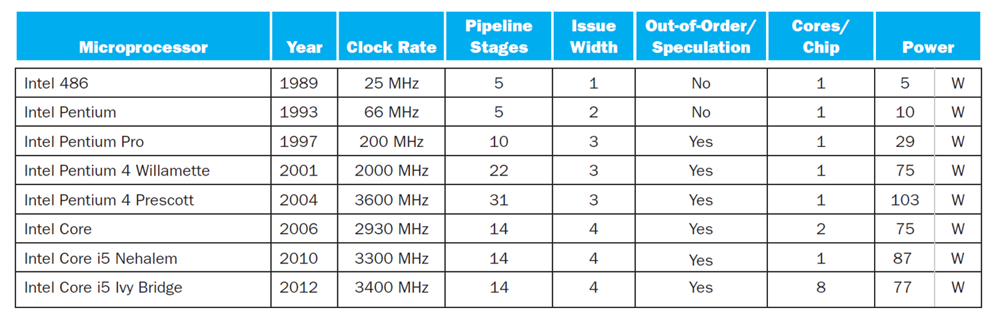 Microprocessor Year Clock Rate Pipeline Stages Issue Width Out-of-Order/ Speculation Cores/ Chip Power
Intel 486 1989 25 MHz 5 1 No 1 5 W
Intel Pentium 1993 66 MHz 5 2 No 1 10 W
Intel Pentium Pro 1997 200 MHz 10 3 Yes 1 29 W
Intel Pentium 4 Willamette 2001 2000 MHz 22 3 Yes 1 75 W
Intel Pentium 4 Prescott 2004 3600 MHz 31 3 Yes 1 103 W
Intel Core 2006 2930 MHz 14 4 Yes 2 75 W
Intel Core i5 Nehalem 2010 3300 MHz 14 4 Yes 1 87 W
Intel Core i5 Ivy Bridge 2012 3400 MHz 14 4 Yes 8 77 W